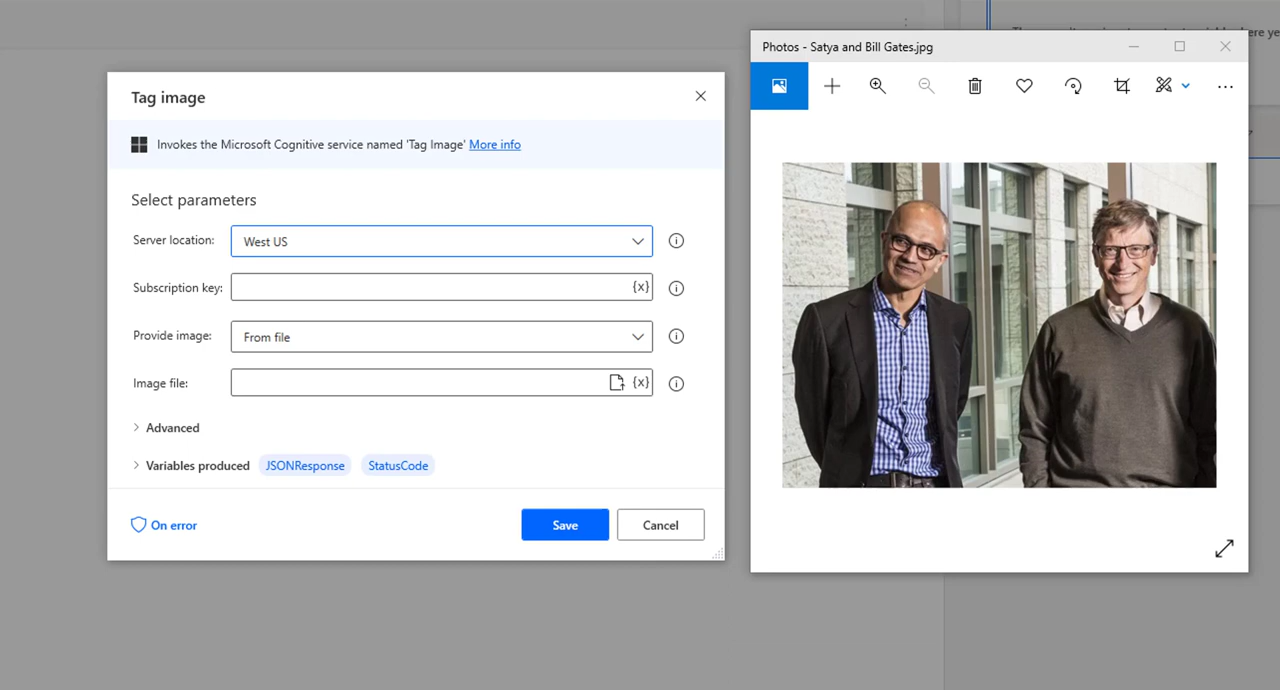 Tag image
Invokes the Microsoft Cognitive service named 'Tag Image' More info
Select parameters
Server location: West US
Subscription key: {x}
Provide image: From file
Image file: {x}
Advanced
Variables produced JSONResponse StatusCode
On error
Save Cancel
Photos - Satya and Bill Gates.jpg